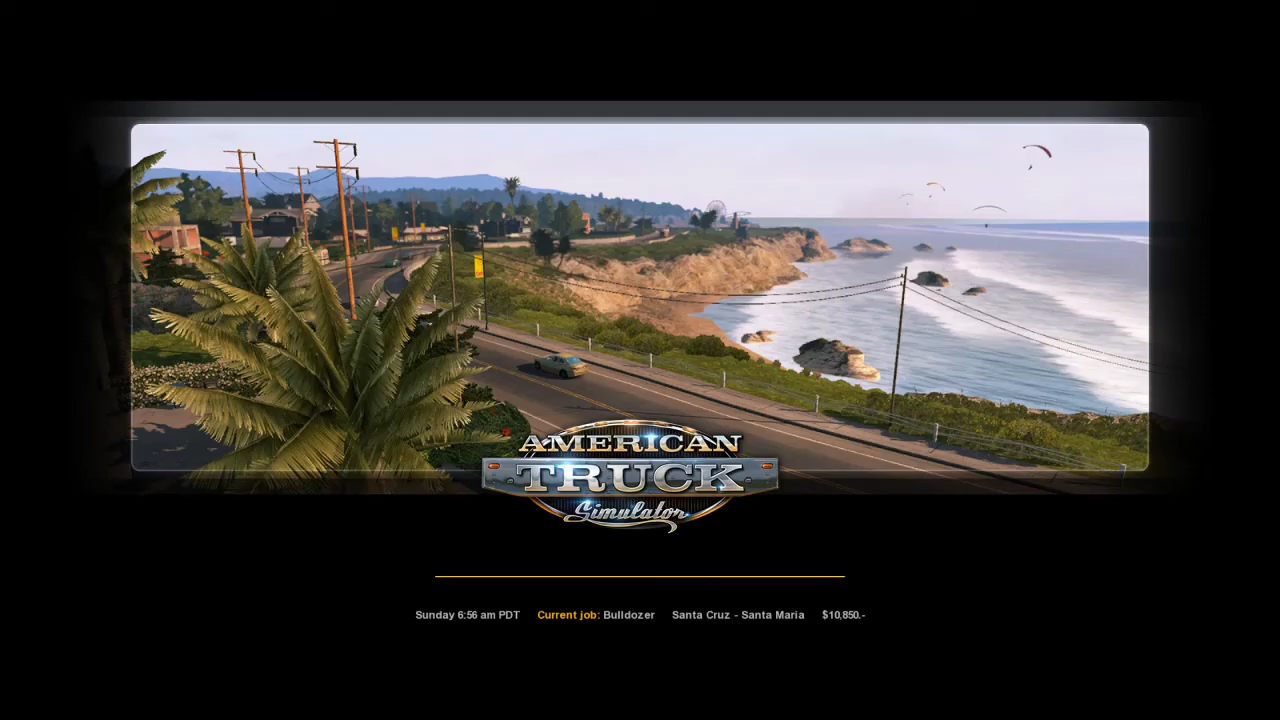 AMERICAN
TRUCK
Simulator
Sunday 6:56 am PDT Current job: Bulldozer Santa Cruz - Santa Maria $10,850.-